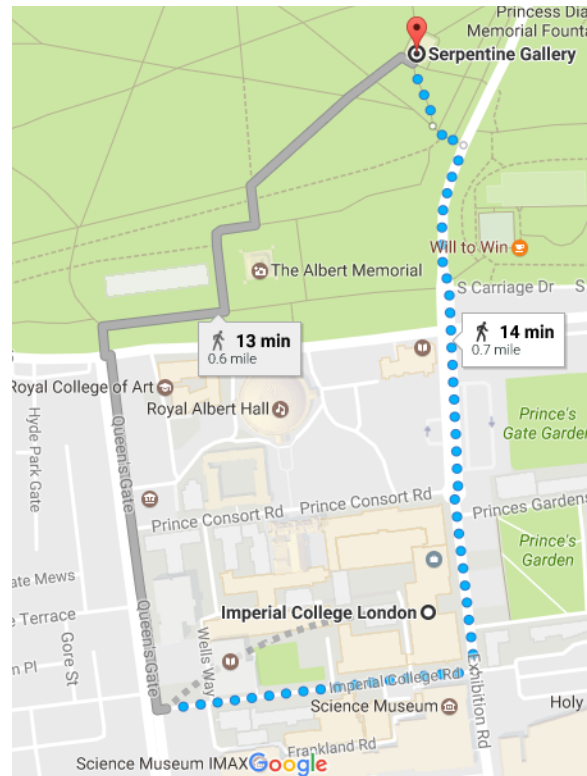 Princess Dia
Memorial Founta
Serpentine Gallery
Will to Win
The Albert Memorial
S Carriage Dr
S
13 min
0.6 mile
14 min
0.7 mile
Royal College of Art
Royal Albert Hall
Hyde Park Gate
Queen's Gate
Prince's
Gate Garden
Prince Consort Rd
Prince Consort Rd
Princes Gardens
Prince's
Garden
ate Mews
e Terrace
Imperial College London
Gore St
Queen's Gate
Wells Way
n Pl
Imperial College Rd
Exhibition Rd
Science Museum
Holy
Frankland Rd
Science Museum IMAX
Google